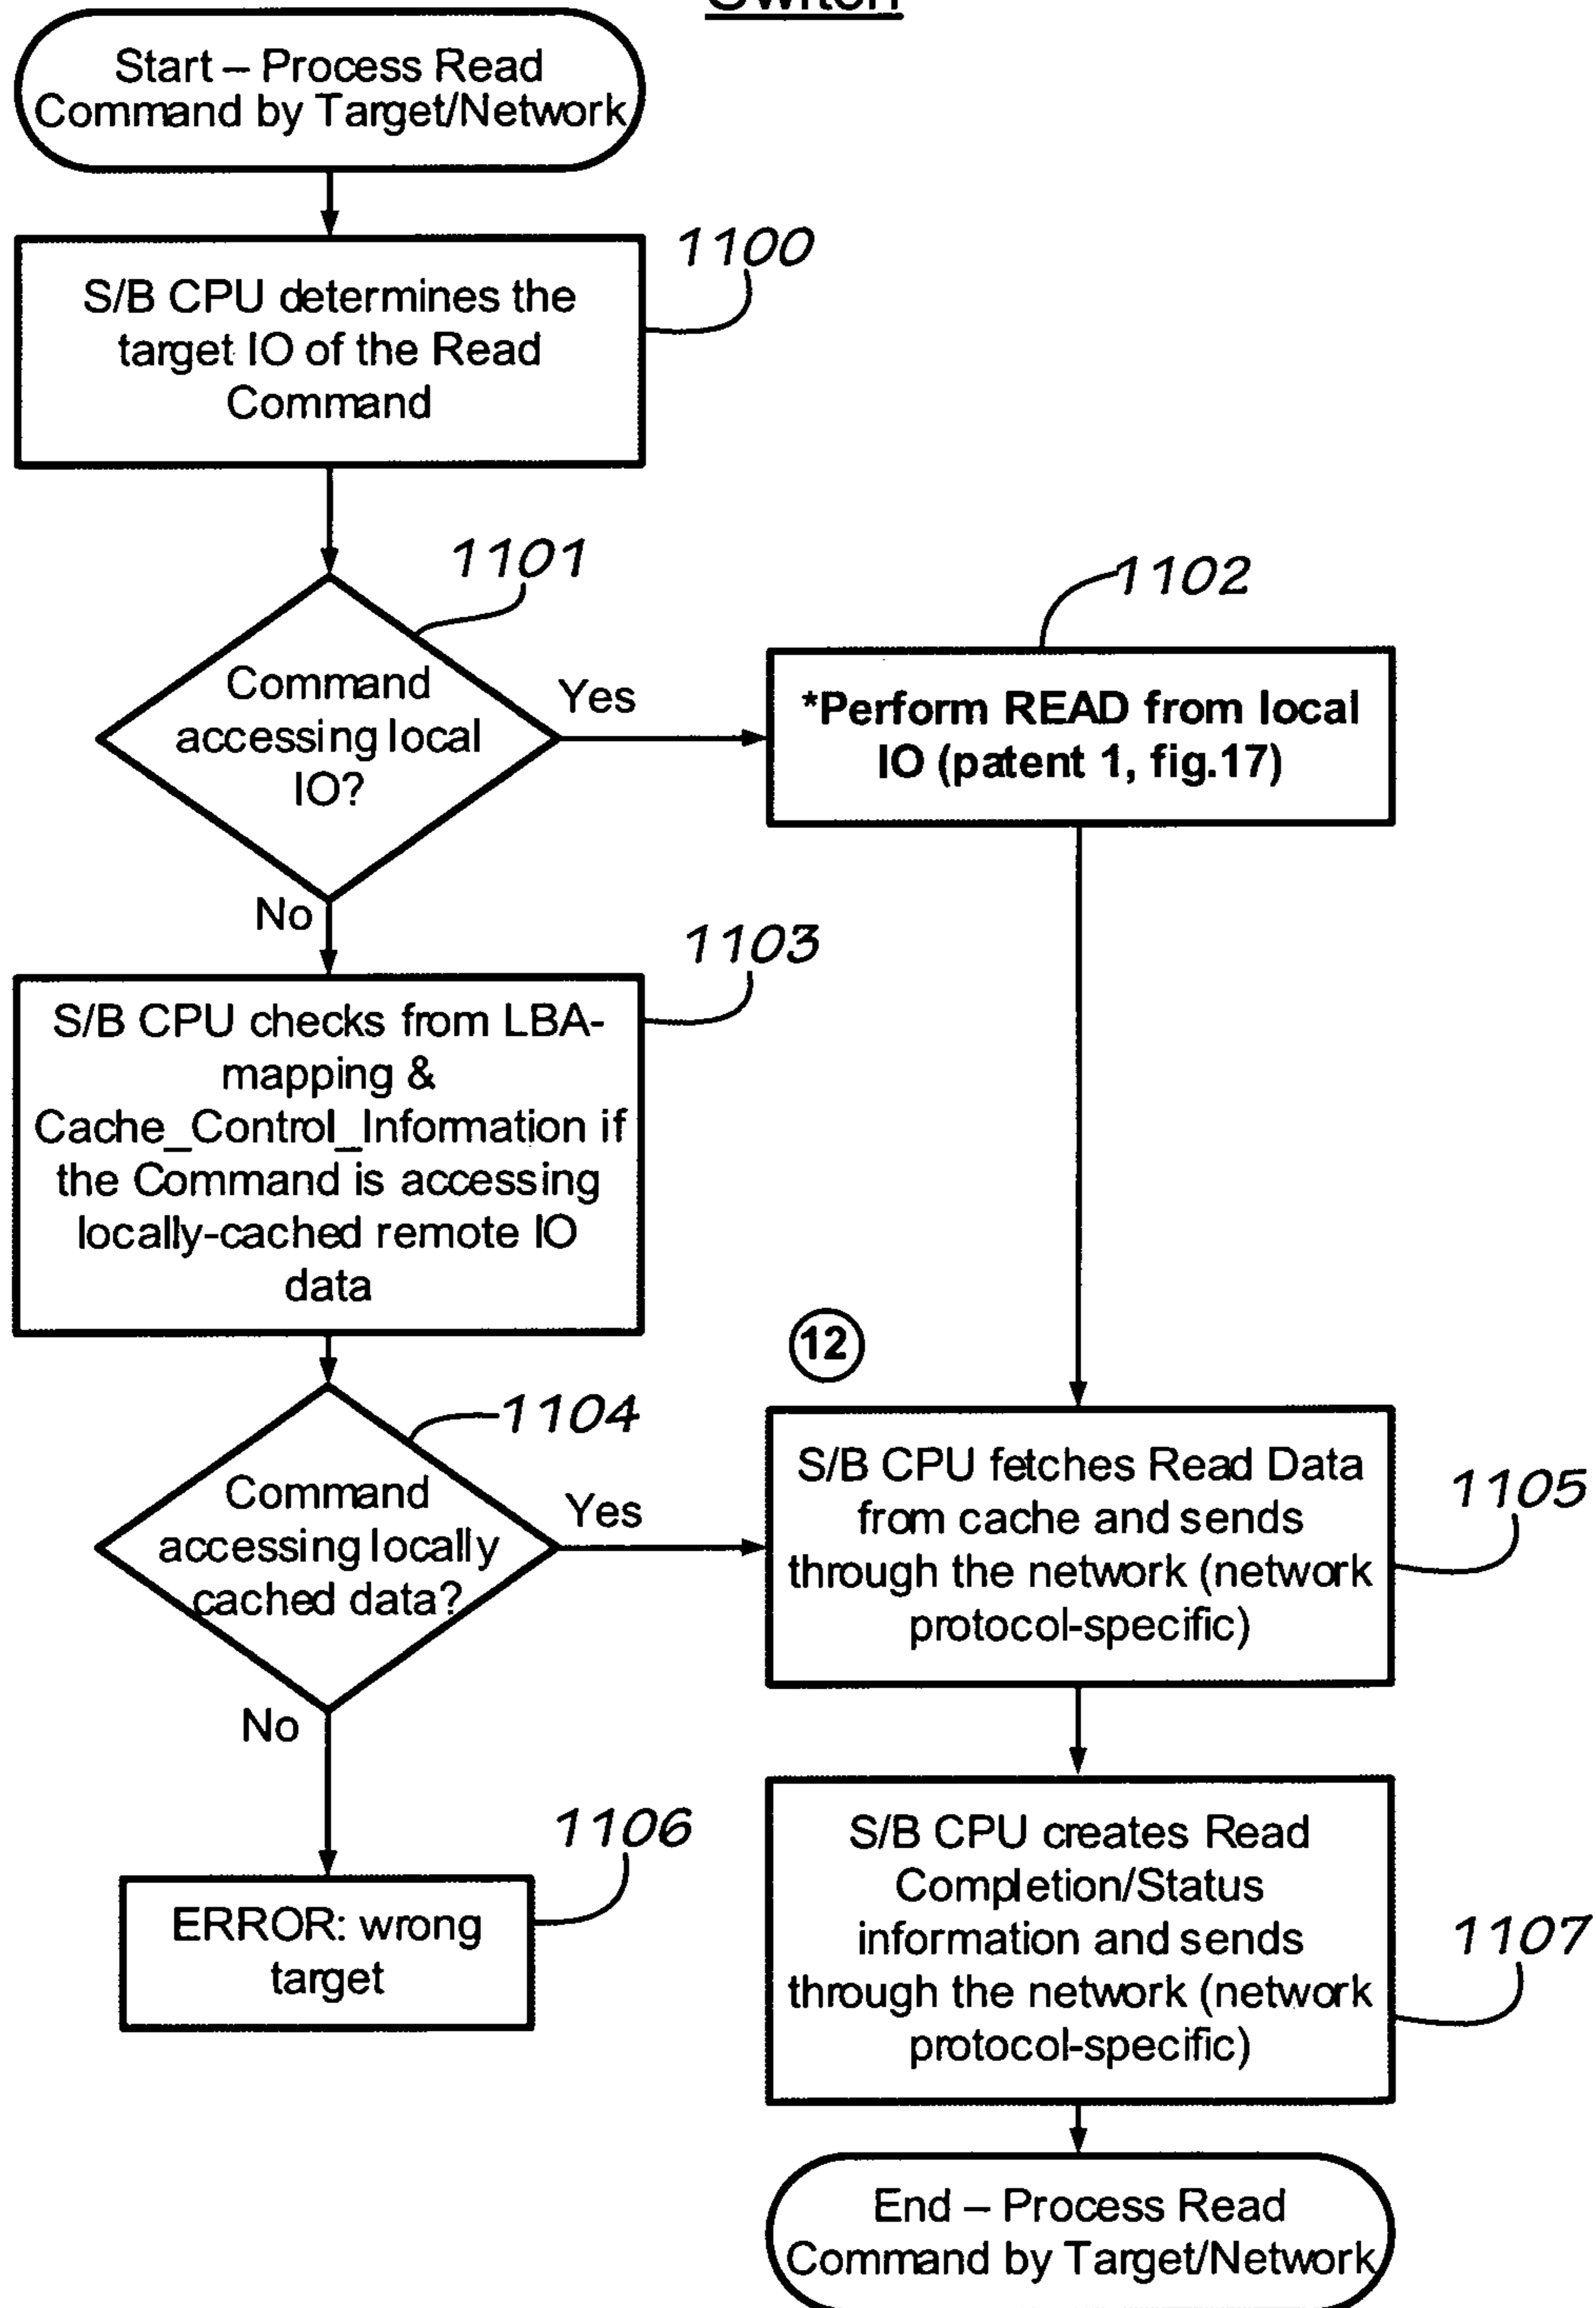 Start – Process Read
Command by Target/Network
1100
S/B CPU determines the
target IO of the Read
Command
1101
Command
accessing local
IO?
Yes
No
1102
*Perform READ from local
IO (patent 1, fig.17)
1103
S/B CPU checks from LBA-
mapping &
Cache_Control_Information if
the Command is accessing
locally-cached remote IO
data
12
1104
Command
accessing locally
cached data?
Yes
No
1105
S/B CPU fetches Read Data
from cache and sends
through the network (network
protocol-specific)
1106
ERROR: wrong
target
1107
S/B CPU creates Read
Completion/Status
information and sends
through the network (network
protocol-specific)
End – Process Read
Command by Target/Network